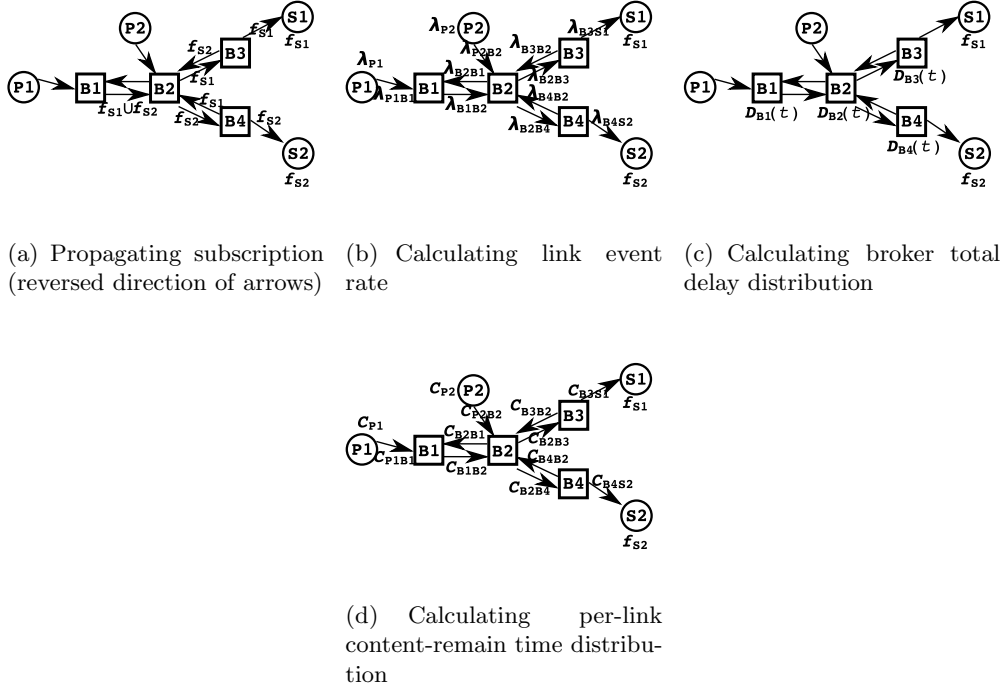 P2
S1
f_S1
f_S1
f_S2
B3
f_S1
P1
B1
B2
f_S1∪f_S2
f_S1
f_S2
B4
f_S2
S2
f_S2
(a) Propagating subscription
(reversed direction of arrows)
λ_P2
P2
S1
λ_B3S1
f_S1
λ_P2B2
λ_B3B2
B3
λ_P1
λ_B2B1
λ_B2B3
P1
λ_P1B1
B1
B2
λ_B4B2
λ_B1B2
λ_B2B4
B4
λ_B4S2
S2
f_S2
(b) Calculating link event
rate
P2
S1
f_S1
B3
D_B3(t)
P1
B1
B2
D_B1(t)
D_B2(t)
B4
D_B4(t)
S2
f_S2
(c) Calculating broker total
delay distribution
C_P2
P2
S1
C_B3S1
f_S1
C_P2B2
C_B3B2
B3
C_P1
C_B2B1
C_B2B3
P1
C_P1B1
B1
B2
C_B4B2
C_B1B2
C_B2B4
B4
C_B4S2
S2
f_S2
(d) Calculating per-link
content-remain time distribu-
tion